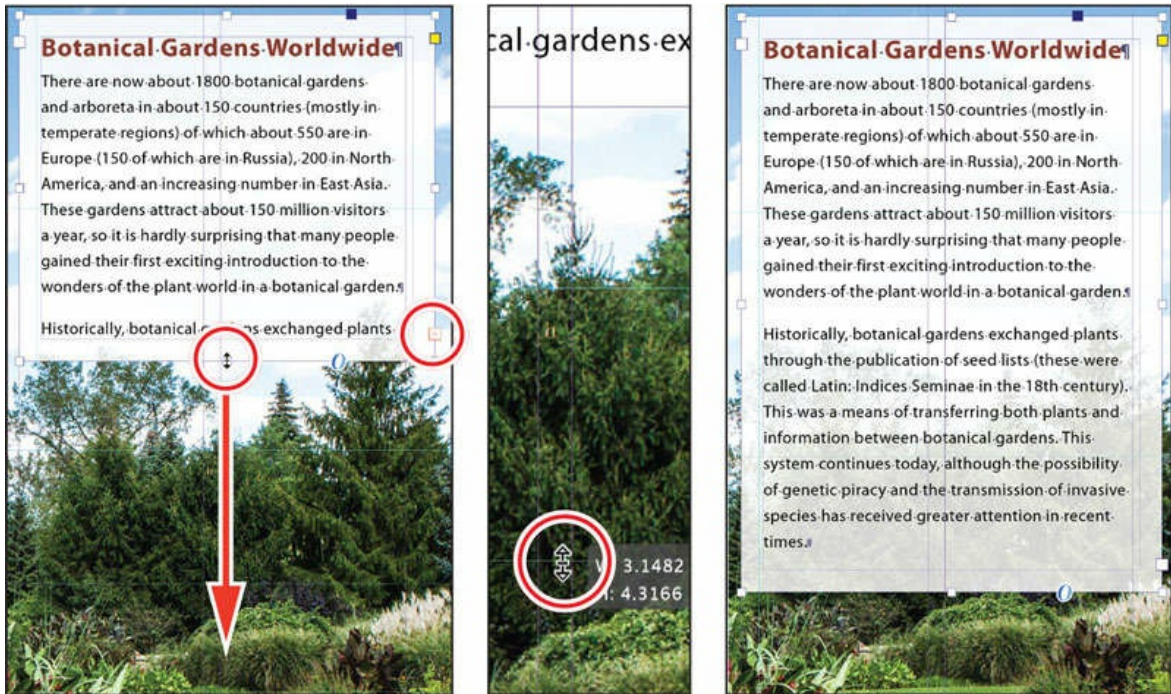 Botanical Gardens Worldwide
There are now about 1800 botanical gardens
and arboreta in about 150 countries (mostly in
temperate regions) of which about 550 are in
Europe (150 of which are in Russia), 200 in North
America, and an increasing number in East Asia.
These gardens attract about 150 million visitors
a year, so it is hardly surprising that many people
gained their first exciting introduction to the
wonders of the plant world in a botanical garden.
Historically, botanical exchanged plants
cal gardens ex
3.1482
4.3166
Botanical Gardens Worldwide
There are now about 1800 botanical gardens
and arboreta in about 150 countries (mostly in
temperate regions) of which about 550 are in
Europe (150 of which are in Russia), 200 in North
America, and an increasing number in East Asia.
These gardens attract about 150 million visitors
a year, so it is hardly surprising that many people
gained their first exciting introduction to the
wonders of the plant world in a botanical garden.
Historically, botanical gardens exchanged plants
through the publication of seed lists (these were
called Latin: Indices Seminae in the 18th century).
This was a means of transferring both plants and
information between botanical gardens. This
system continues today, although the possibility
of genetic piracy and the transmission of invasive
species has received greater attention in recent
times.